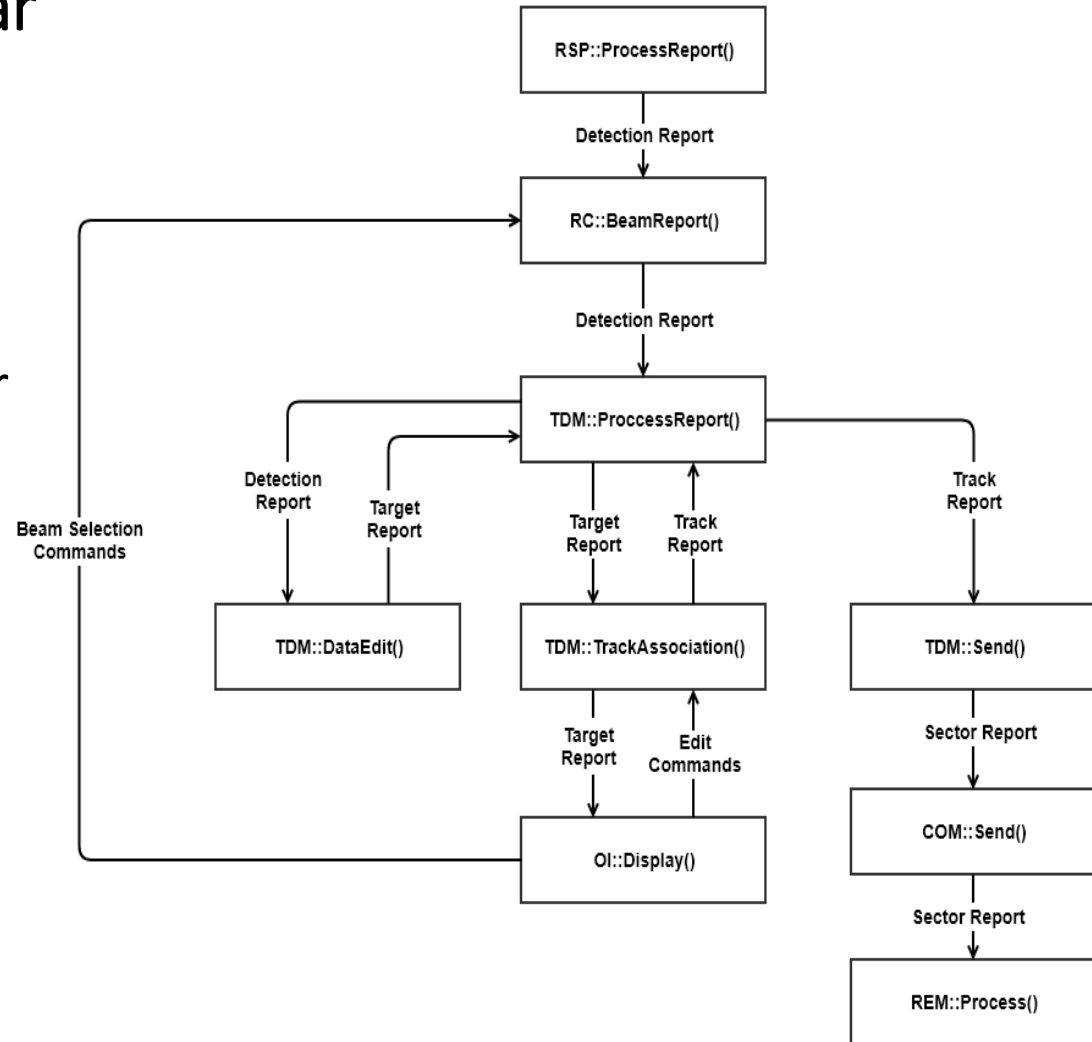 ar
RSP::ProcessReport()
Detection Report
RC::BeamReport()
Detection Report
r
TDM::ProccessReport()
Detection
Report
Target
Report
Target
Report
Track
Report
Track
Report
Beam Selection
Commands
TDM::DataEdit()
TDM::TrackAssociation()
TDM::Send()
Target
Report
Edit
Commands
Sector Report
OI::Display()
COM::Send()
Sector Report
REM::Process()